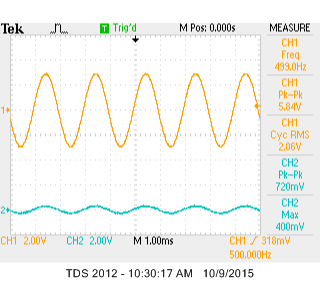 Tek T Trig'd M Pos: 0.000s MEASURE
CH1
Freq
499.0Hz
CH1
Pk-Pk
5.84V
CH1
Cyc RMS
2.06V
CH2
Pk-Pk
720mV
CH2
Max
400mV
1
2
CH1 2.00V CH2 2.00V M 1.00ms CH1 / 318mV
500.000Hz
TDS 2012 - 10:30:17 AM 10/9/2015